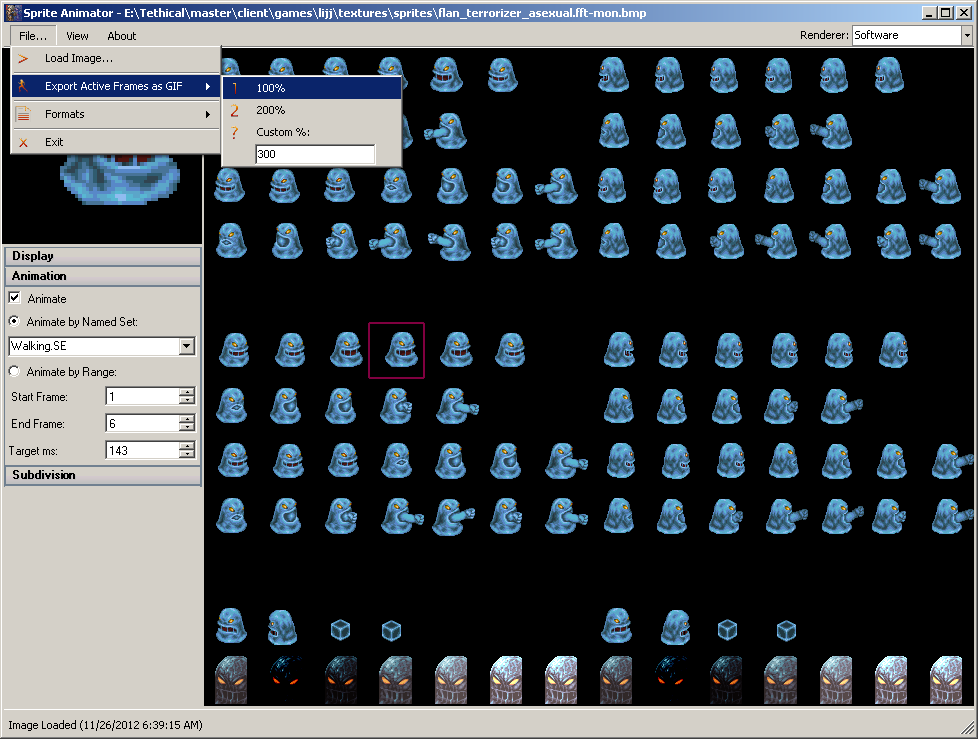 Sprite Animator - E:\Tethical\master\client\games\lijj\textures\sprites\flan_terrorizer_asexual.fft-mon.bmp
File... View About Renderer: Software
Load Image...
Export Active Frames as GIF
Formats
Exit
1 100%
2 200%
? Custom %:
300
Display
Animation
Animate
Animate by Named Set:
Walking.SE
Animate by Range:
Start Frame: 1
End Frame: 6
Target ms: 143
Subdivision
Image Loaded (11/26/2012 6:39:15 AM)